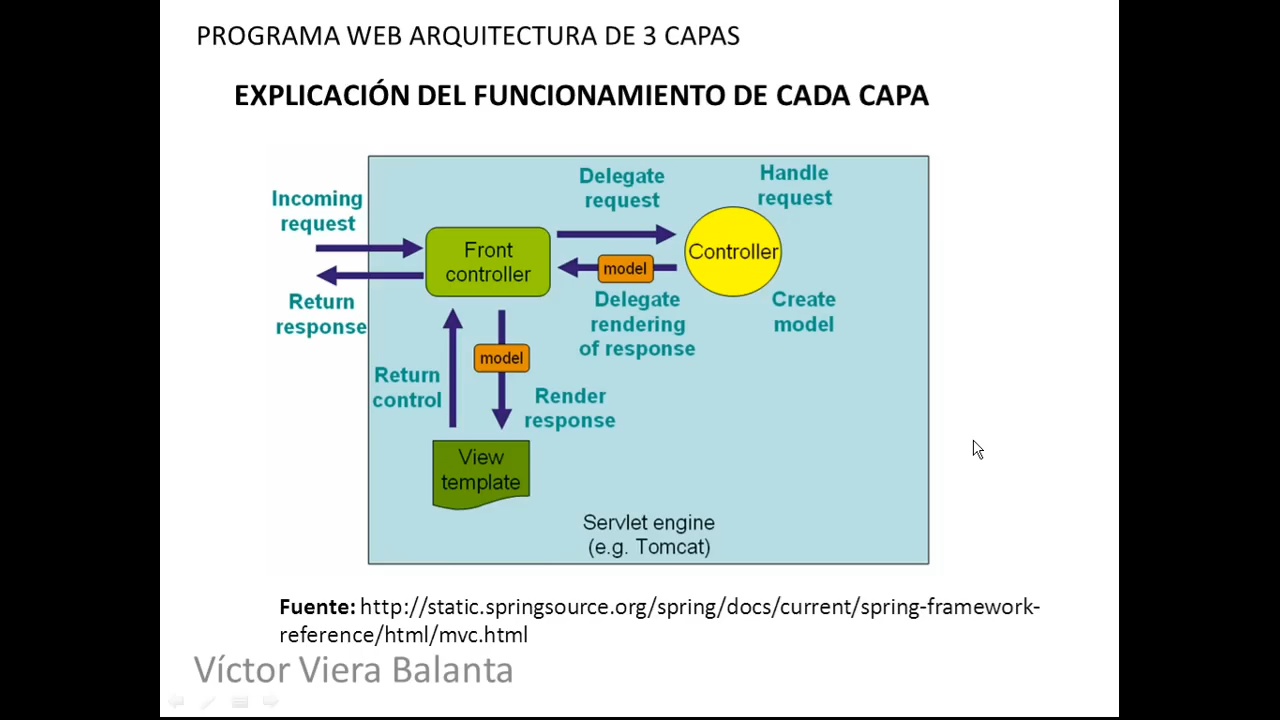 PROGRAMA WEB ARQUITECTURA DE 3 CAPAS
EXPLICACIÓN DEL FUNCIONAMIENTO DE CADA CAPA
Incoming
request
Return
response
Front
controller
Delegate
request
Handle
request
model
Controller
Delegate
rendering
of response
Create
model
Return
control
model
Render
response
View
template
Servlet engine
(e.g. Tomcat)
Fuente: http://static.springsource.org/spring/docs/current/spring-framework-
reference/html/mvc.html
Víctor Viera Balanta